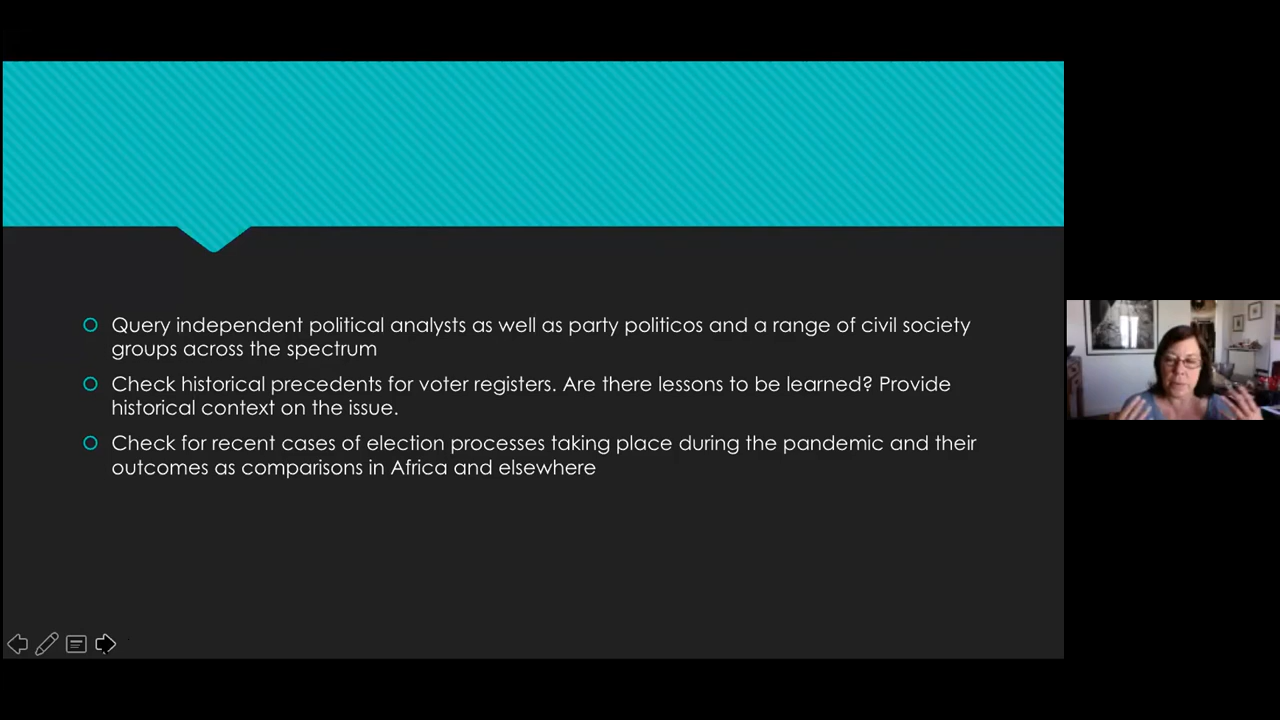 Query independent political analysts as well as party politicos and a range of civil society
groups across the spectrum
Check historical precedents for voter registers. Are there lessons to be learned? Provide
historical context on the issue.
Check for recent cases of election processes taking place during the pandemic and their
outcomes as comparisons in Africa and elsewhere